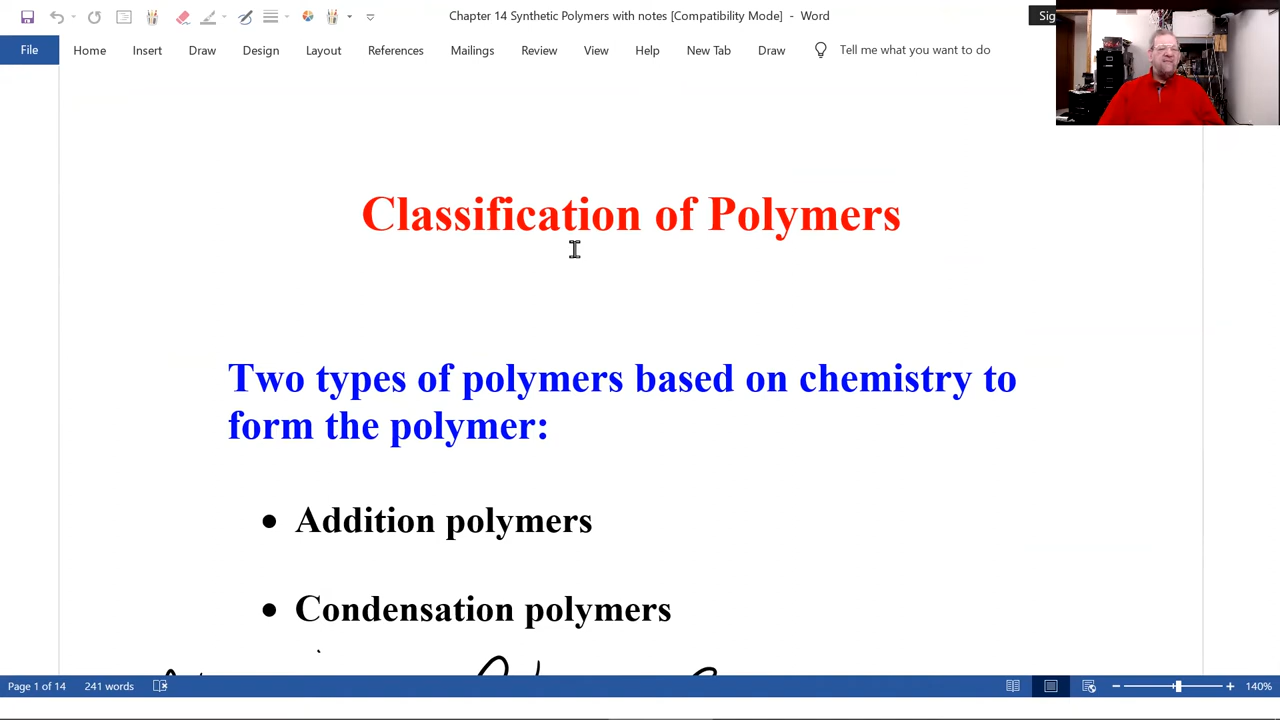 Chapter 14 Synthetic Polymers with notes [Compatibility Mode] - Word
Sig
File Home Insert Draw Design Layout References Mailings Review View Help New Tab Draw Tell me what you want to do
Classification of Polymers
Two types of polymers based on chemistry to
form the polymer:
• Addition polymers
• Condensation polymers
Page 1 of 14 241 words 140%